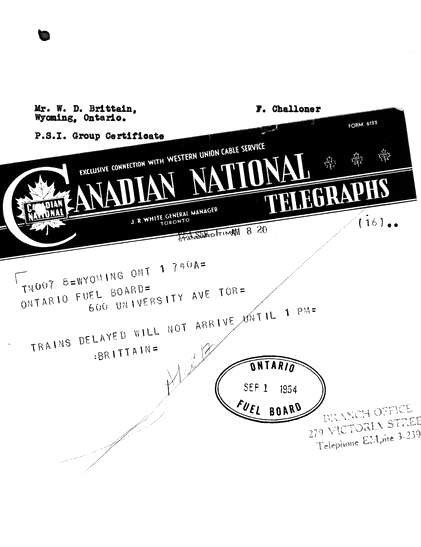 Mr. W. D. Brittain,
Wyoming, Ontario.
F. Challoner
P.S.I. Group Certificate
FORM 6122
EXCLUSIVE CONNECTION WITH WESTERN UNION CABLE SERVICE
CANADIAN NATIONAL
TELEGRAPHS
CANADIAN
NATIONAL
J. R WHITE GENERAL MANAGER
TORONTO
8 20
(16)..
TN007 8=WYOMING ONT 1 740A=
ONTARIO FUEL BOARD=
600 UNIVERSITY AVE TOR=
TRAINS DELAYED WILL NOT ARRIVE UNTIL 1 PM=
:BRITTAIN=
ONTARIO
SEP 1 1954
FUEL BOARD
BRANCH OFFICE
279 VICTORIA STREE
Telephone EMpire 3-239